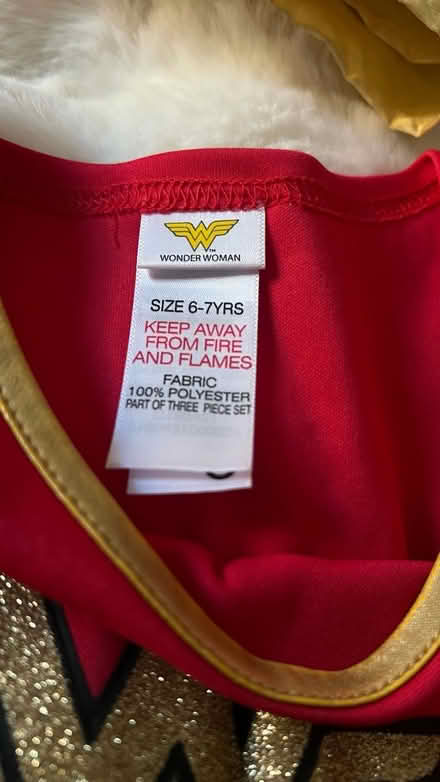 ™
WONDER WOMAN
SIZE 6-7YRS
KEEP AWAY
FROM FIRE
AND FLAMES
FABRIC
100% POLYESTER
PART OF THREE PIECE SET